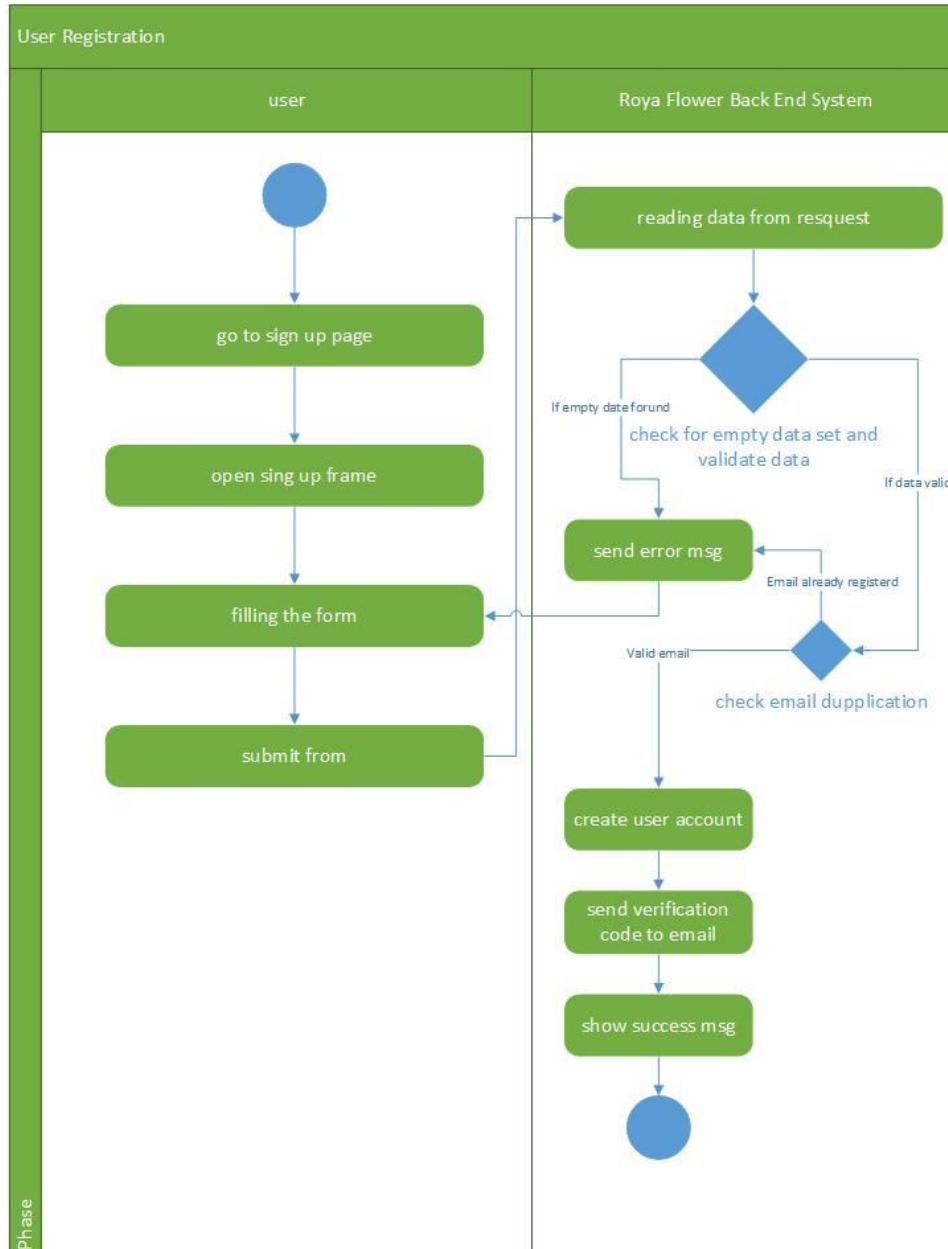 User Registration
user
Roya Flower Back End System
reading data from resquest
go to sign up page
If empty date forund
check for empty data set and
validate data
open sing up frame
If data valid
send error msg
Email already registerd
filling the form
Valid email
check email dupplication
submit from
create user account
send verification
code to email
show success msg
Phase